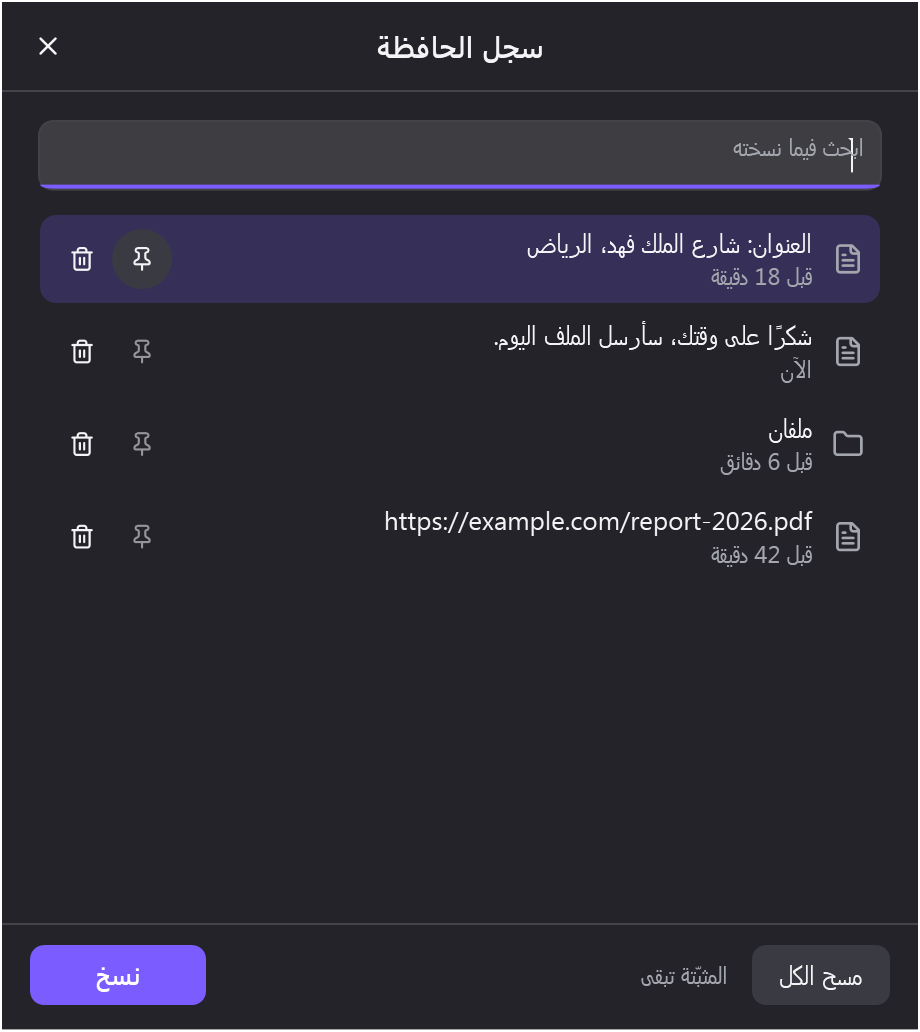 سجل الحافظة
ابحث فيما نسخته
العنوان: شارع الملك فهد، الرياض
قبل 18 دقيقة
شكرًا على وقتك، سأرسل الملف اليوم.
الآن
ملفان
قبل 6 دقائق
https://example.com/report-2026.pdf
قبل 42 دقيقة
مسح الكل
المثبّتة تبقى
نسخ